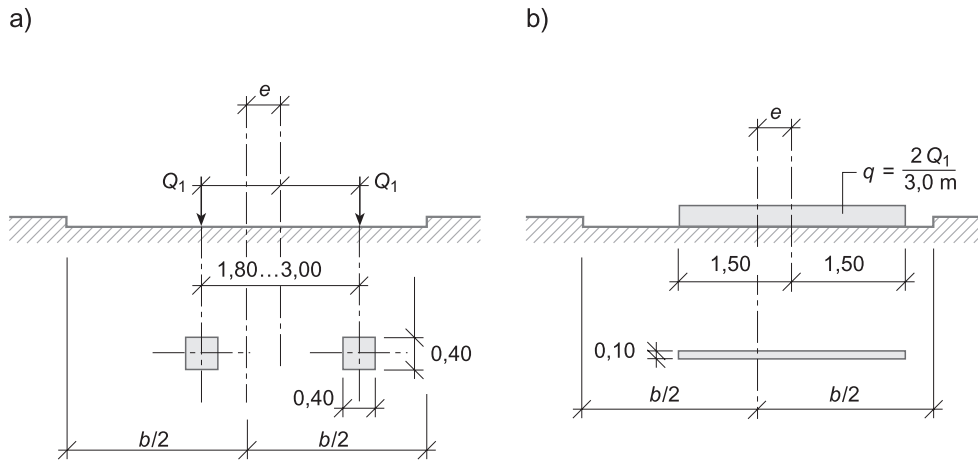 a)
e
Q1 Q1
1,80...3,00
0,40
0,40
b/2 b/2
b)
e
q = 2 Q1 / 3,0 m
1,50 1,50
0,10
b/2 b/2